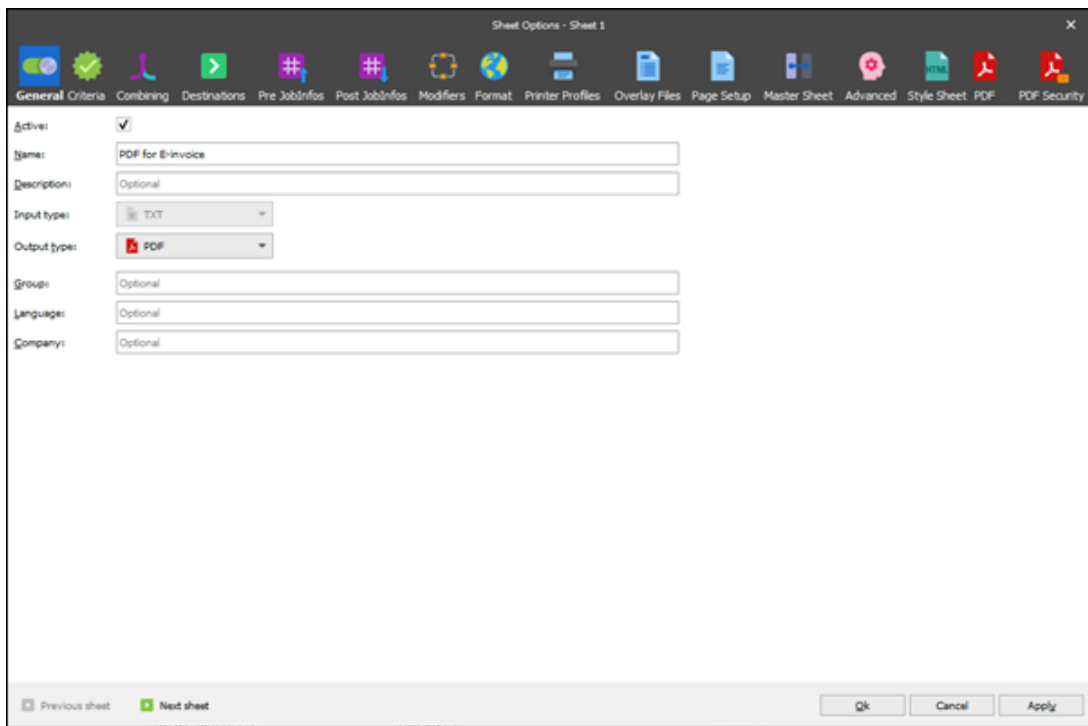 Sheet Options - Sheet 1
General Criteria Combining Destinations Pre JobInfos Post JobInfos Modifiers Format Printer Profiles Overlay Files Page Setup Master Sheet Advanced Style Sheet PDF PDF Security
Active:
Name: PDF for E-invoice
Description: Optional
Input type: TXT
Output type: PDF
Group: Optional
Language: Optional
Company: Optional
Previous sheet Next sheet Ok Cancel Apply